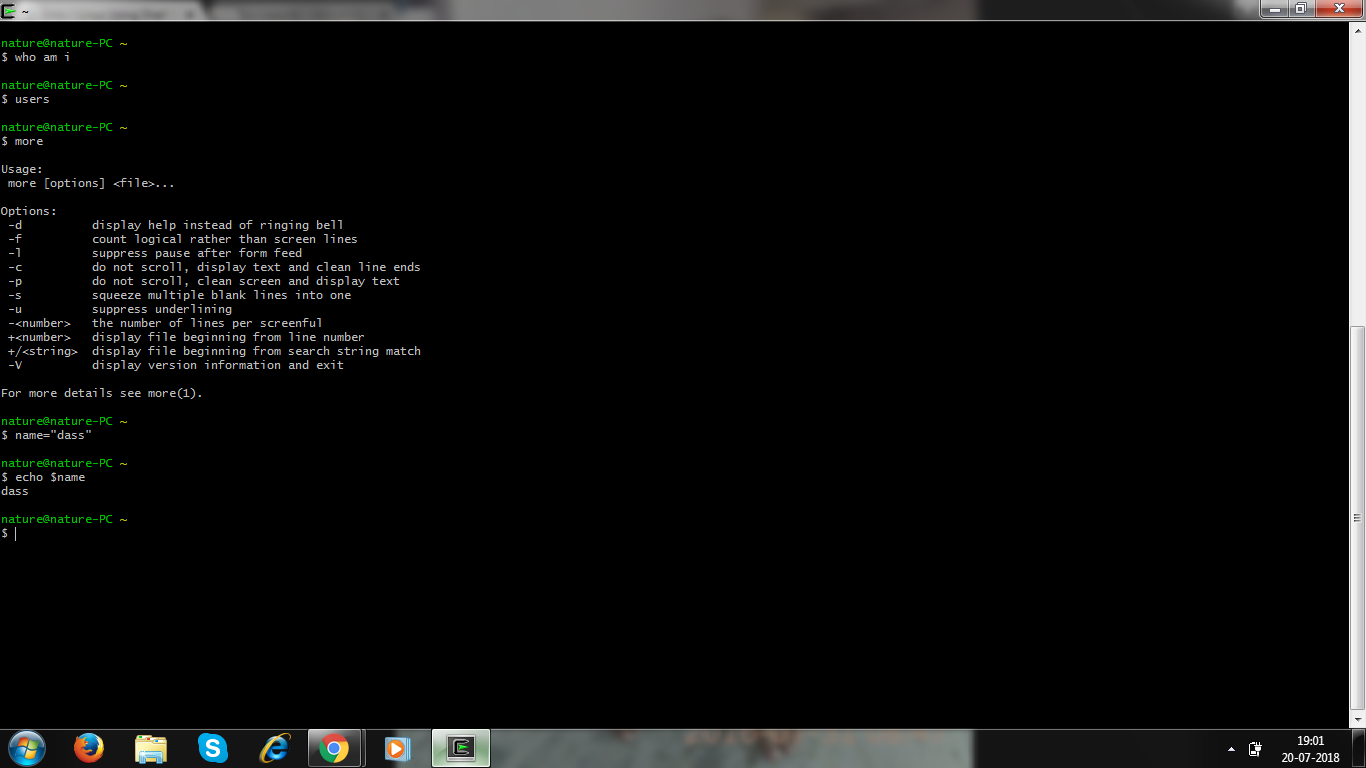 ~
nature@nature-PC ~
$ who am i
nature@nature-PC ~
$ users
nature@nature-PC ~
$ more
Usage:
more [options] <file>...
Options:
-d display help instead of ringing bell
-f count logical rather than screen lines
-l suppress pause after form feed
-c do not scroll, display text and clean line ends
-p do not scroll, clean screen and display text
-s squeeze multiple blank lines into one
-u suppress underlining
-<number> the number of lines per screenful
+<number> display file beginning from line number
+/<string> display file beginning from search string match
-V display version information and exit
For more details see more(1).
nature@nature-PC ~
$ name="dass"
nature@nature-PC ~
$ echo $name
dass
nature@nature-PC ~
$
19:01
20-07-2018